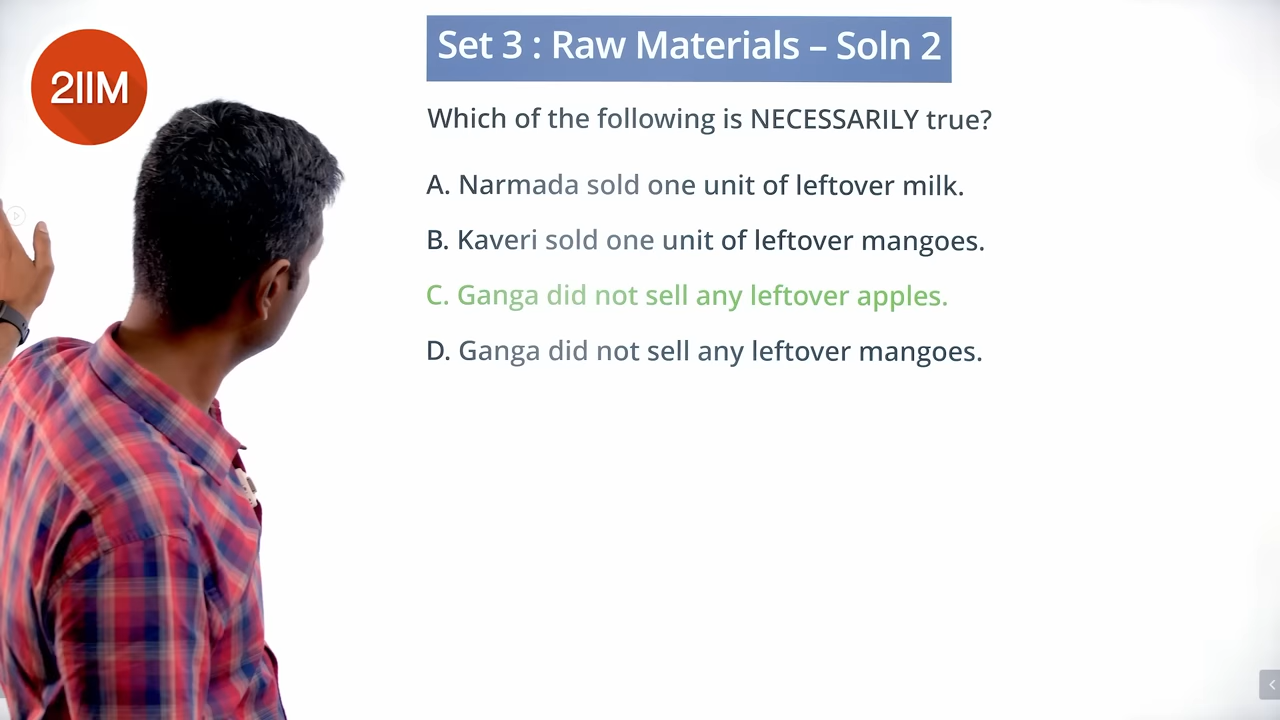 2IIM
Set 3 : Raw Materials – Soln 2
Which of the following is NECESSARILY true?
A. Narmada sold one unit of leftover milk.
B. Kaveri sold one unit of leftover mangoes.
C. Ganga did not sell any leftover apples.
D. Ganga did not sell any leftover mangoes.